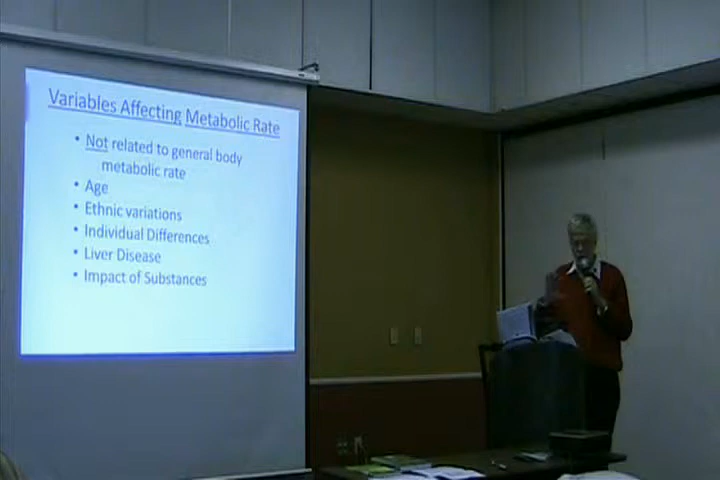 Variables Affecting Metabolic Rate
• Not related to general body
metabolic rate
• Age
• Ethnic variations
• Individual Differences
• Liver Disease
• Impact of Substances